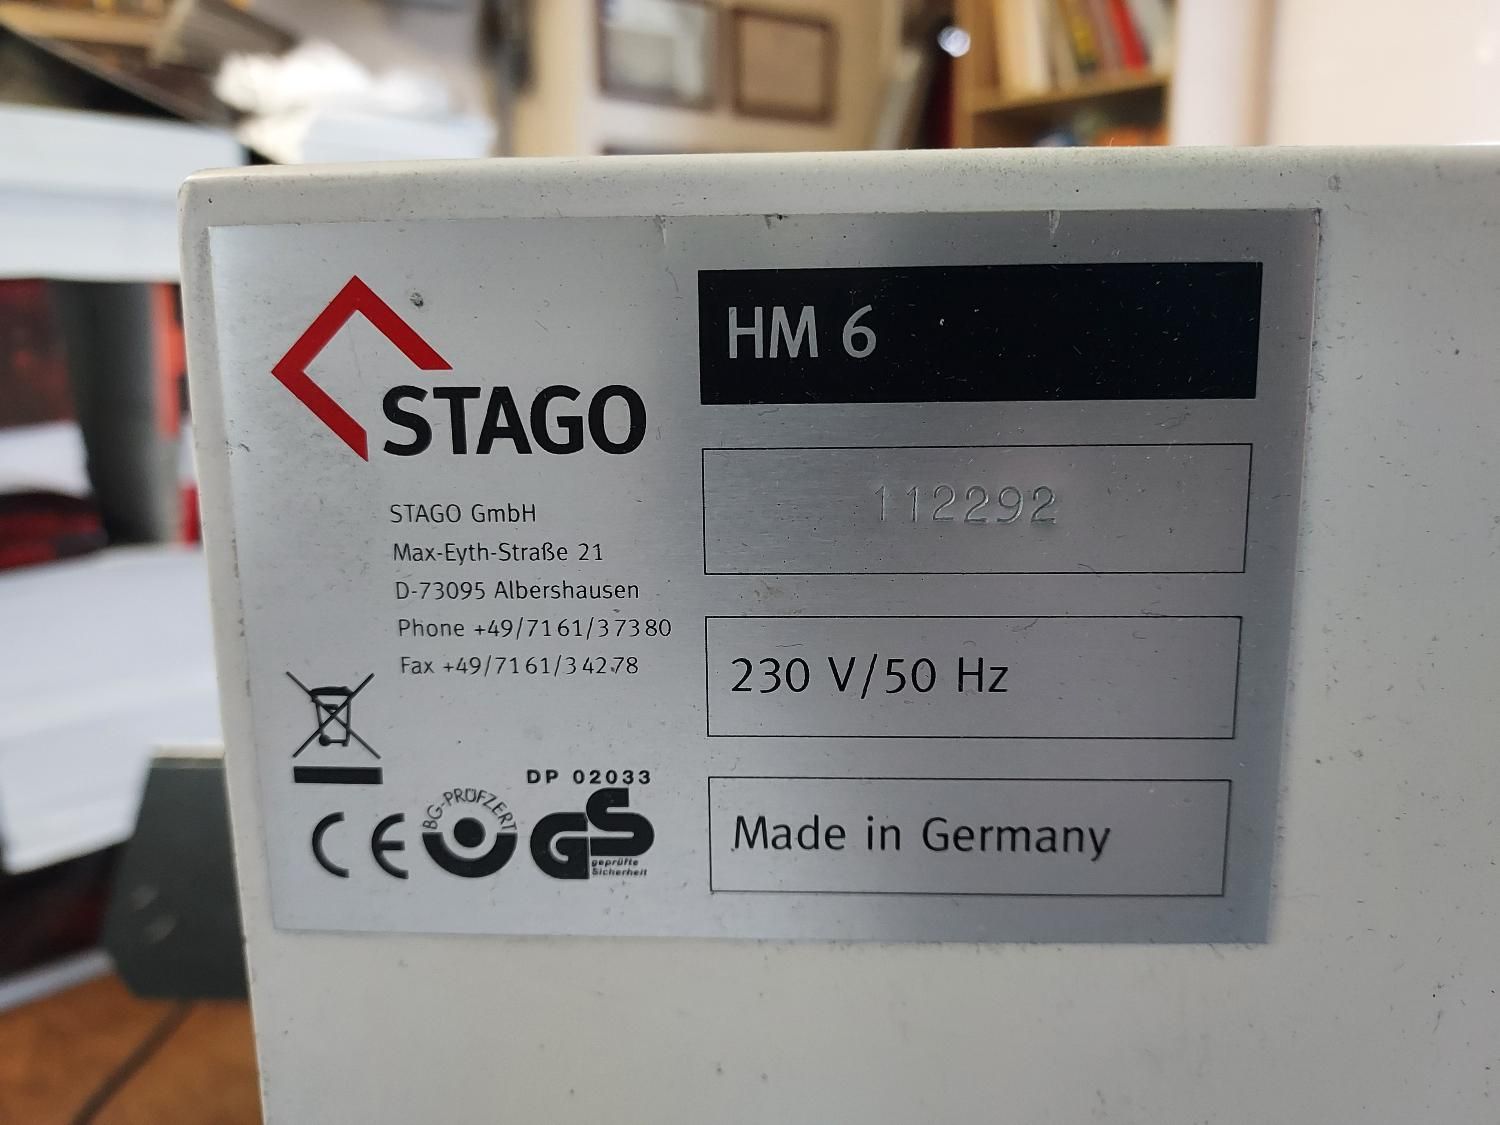 STAGO
STAGO GmbH
Max-Eyth-Straße 21
D-73095 Albershausen
Phone +49/7161/37380
Fax +49/7161/34278
DP 02033
CE
BG-PRÜFZERT
GS
geprüfte
Sicherheit
HM 6
112292
230 V/50 Hz
Made in Germany